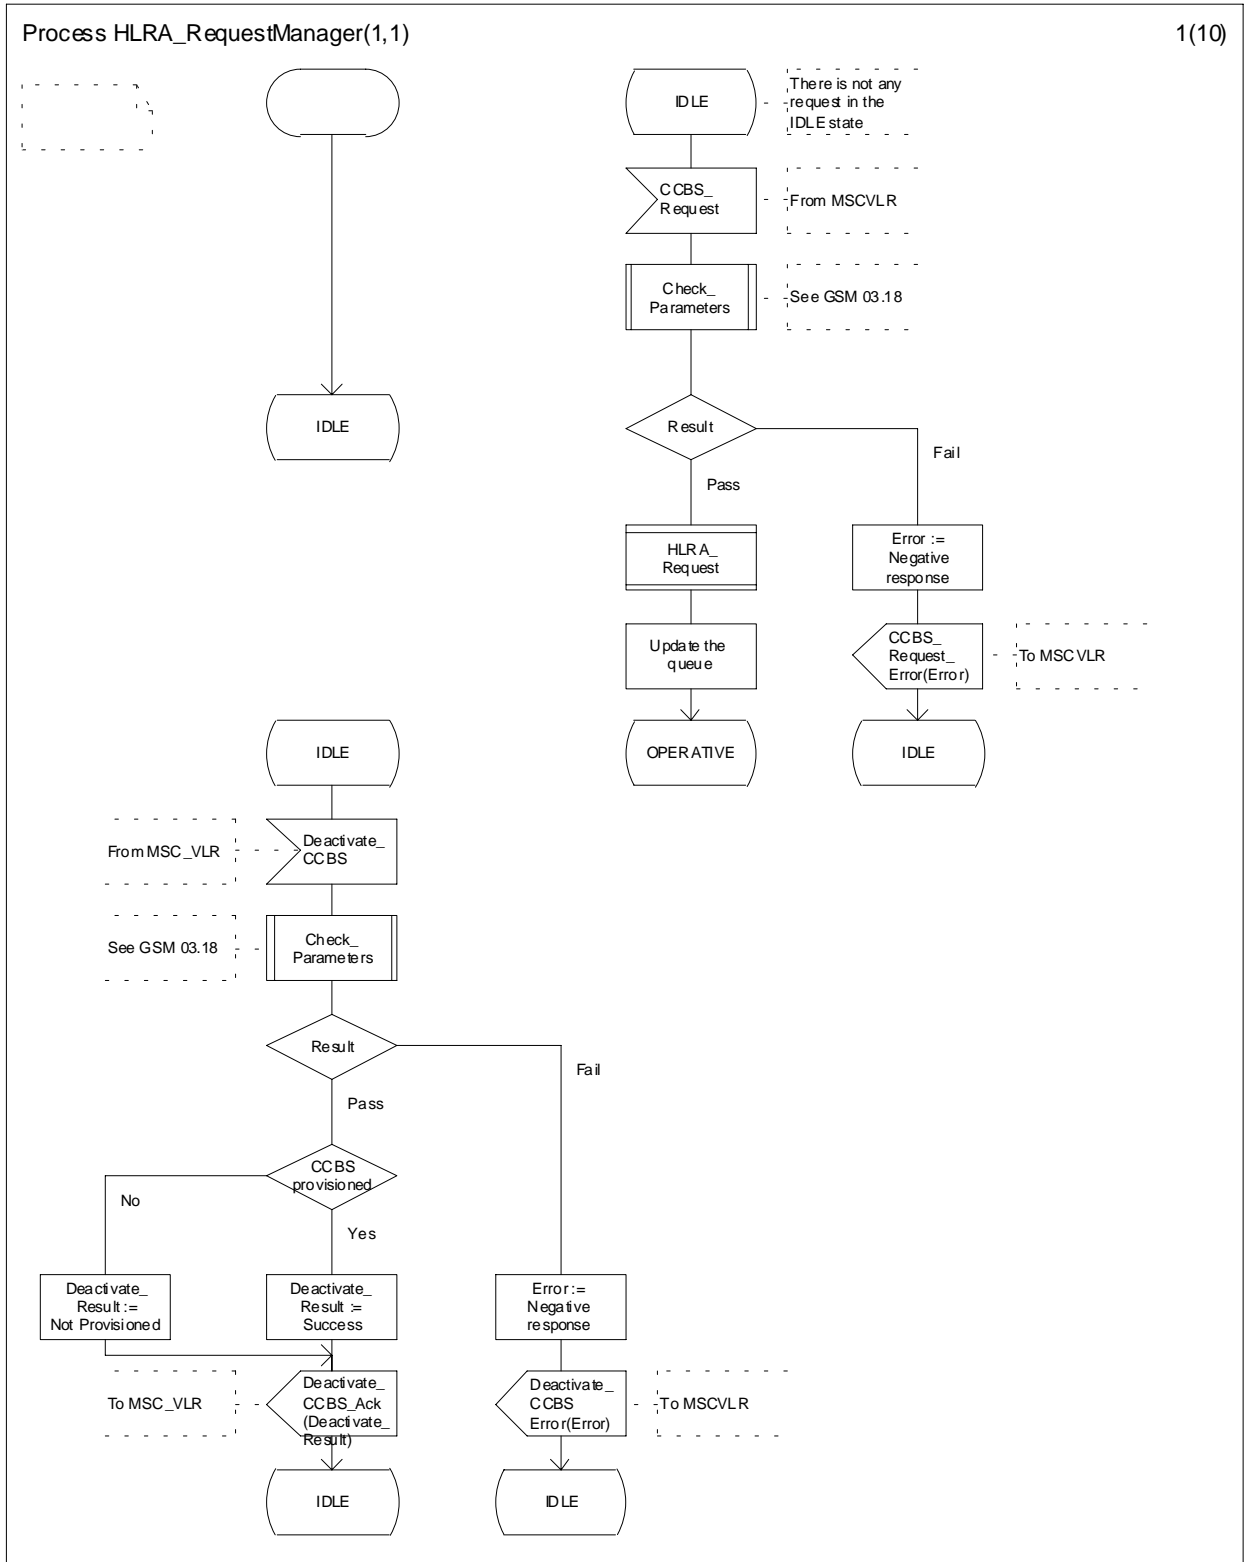 Process HLRA_RequestManager(1,1)
1(10)
IDLE
There is not any
request in the
IDLE state
CCBS_
Request
From MSCVLR
Check_
Parameters
See GSM 03.18
IDLE
Result
Fail
Pass
HLRA_
Request
Error :=
Negative
response
Update the
queue
CCBS_
Request_
Error(Error)
To MSCVLR
OPERATIVE
IDLE
IDLE
From MSC_VLR
Deactivate_
CCBS
See GSM 03.18
Check_
Parameters
Result
Fail
Pass
CCBS
provisioned
No
Yes
Deactivate_
Result :=
Not Provisioned
Deactivate_
Result :=
Success
Error :=
Negative
response
To MSC_VLR
Deactivate_
CCBS_Ack
(Deactivate_
Result)
Deactivate_
CCBS
Error(Error)
To MSCVLR
IDLE
IDLE